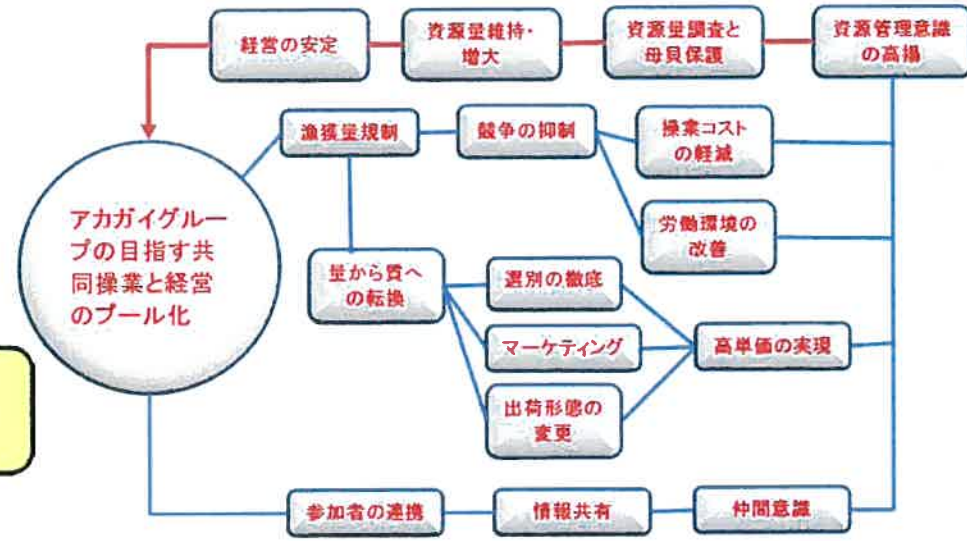 経営の安定
資源量維持・
増大
資源量調査と
母貝保護
資源管理意識
の高揚
漁獲量規制
競争の抑制
操業コスト
の軽減
アカガイグルー
プの目指す共
同操業と経営
のプール化
労働環境の
改善
量から質へ
の転換
選別の徹底
マーケティング
高単価の実現
出荷形態の
変更
参加者の連携
情報共有
仲間意識